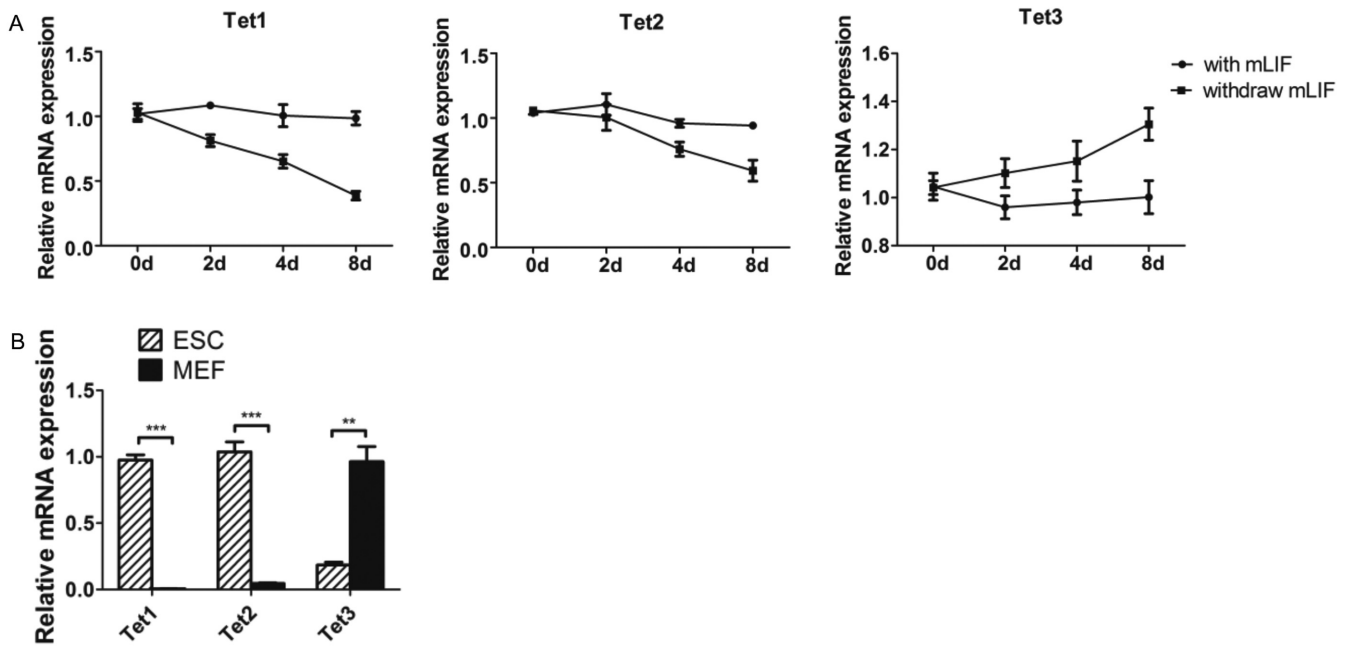 A
Tet1
Relative mRNA expression
1.5
1.0
0.5
0.0
0d 2d 4d 8d
Tet2
Relative mRNA expression
1.5
1.0
0.5
0.0
0d 2d 4d 8d
Tet3
Relative mRNA expression
1.6
1.4
1.2
1.0
0.8
0d 2d 4d 8d
with mLIF
withdraw mLIF
B
ESC
MEF
Relative mRNA expression
1.5
1.0
0.5
0.0
***
***
**
Tet1 Tet2 Tet3